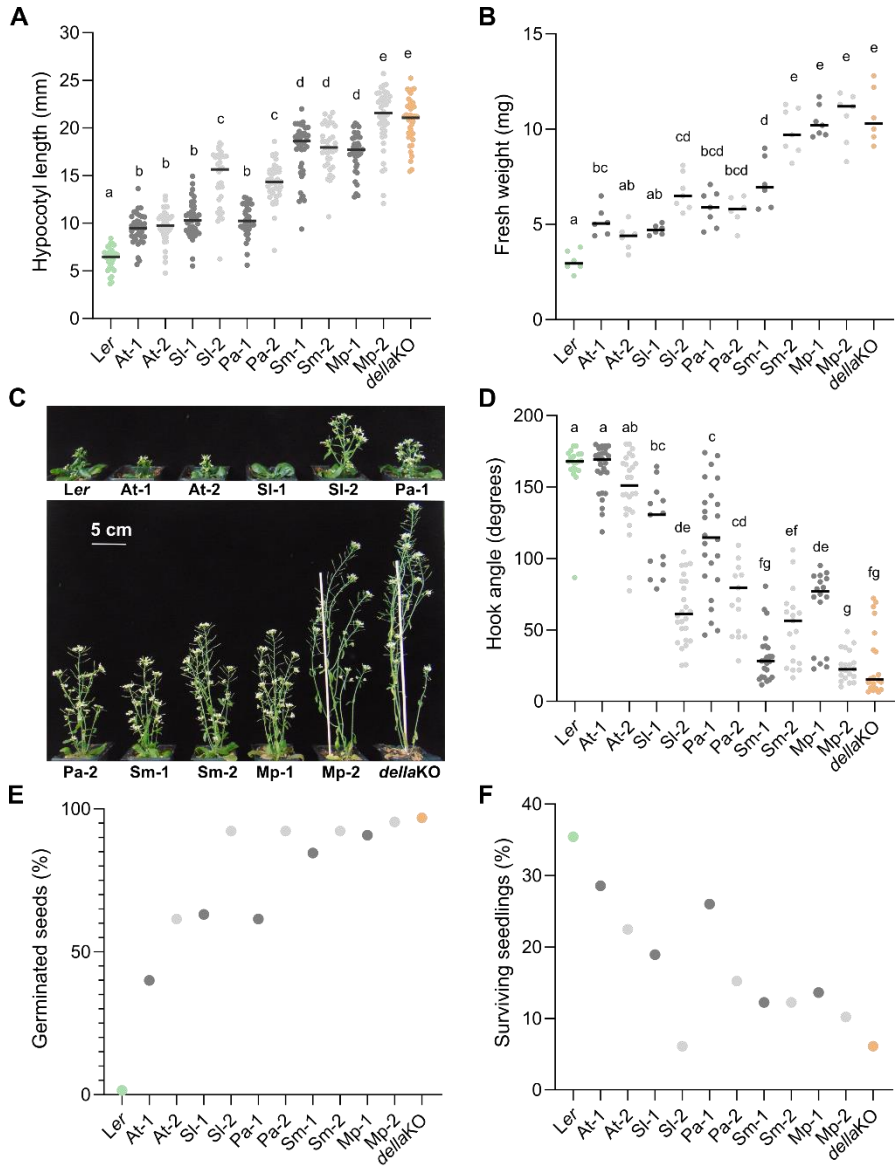 A
Hypocotyl length (mm)
30
25
20
15
10
5
0
a
b
b
b
c
b
c
d
d
d
e
e
Ler
At-1
At-2
Sl-1
Sl-2
Pa-1
Pa-2
Sm-1
Sm-2
Mp-1
Mp-2
dellaKO
B
Fresh weight (mg)
15
10
5
0
a
bc
ab
ab
cd
bcd
bcd
d
e
e
e
e
Ler
At-1
At-2
Sl-1
Sl-2
Pa-1
Pa-2
Sm-1
Sm-2
Mp-1
Mp-2
dellaKO
C
Ler At-1 At-2 Sl-1 Sl-2 Pa-1
5 cm
Pa-2 Sm-1 Sm-2 Mp-1 Mp-2 dellaKO
D
Hook angle (degrees)
200
150
100
50
0
a
a
ab
bc
de
c
cd
fg
ef
de
g
fg
Ler
At-1
At-2
Sl-1
Sl-2
Pa-1
Pa-2
Sm-1
Sm-2
Mp-1
Mp-2
dellaKO
E
Germinated seeds (%)
100
50
0
Ler
At-1
At-2
Sl-1
Sl-2
Pa-1
Pa-2
Sm-1
Sm-2
Mp-1
Mp-2
dellaKO
F
Surviving seedlings (%)
40
30
20
10
0
Ler
At-1
At-2
Sl-1
Sl-2
Pa-1
Pa-2
Sm-1
Sm-2
Mp-1
Mp-2
dellaKO